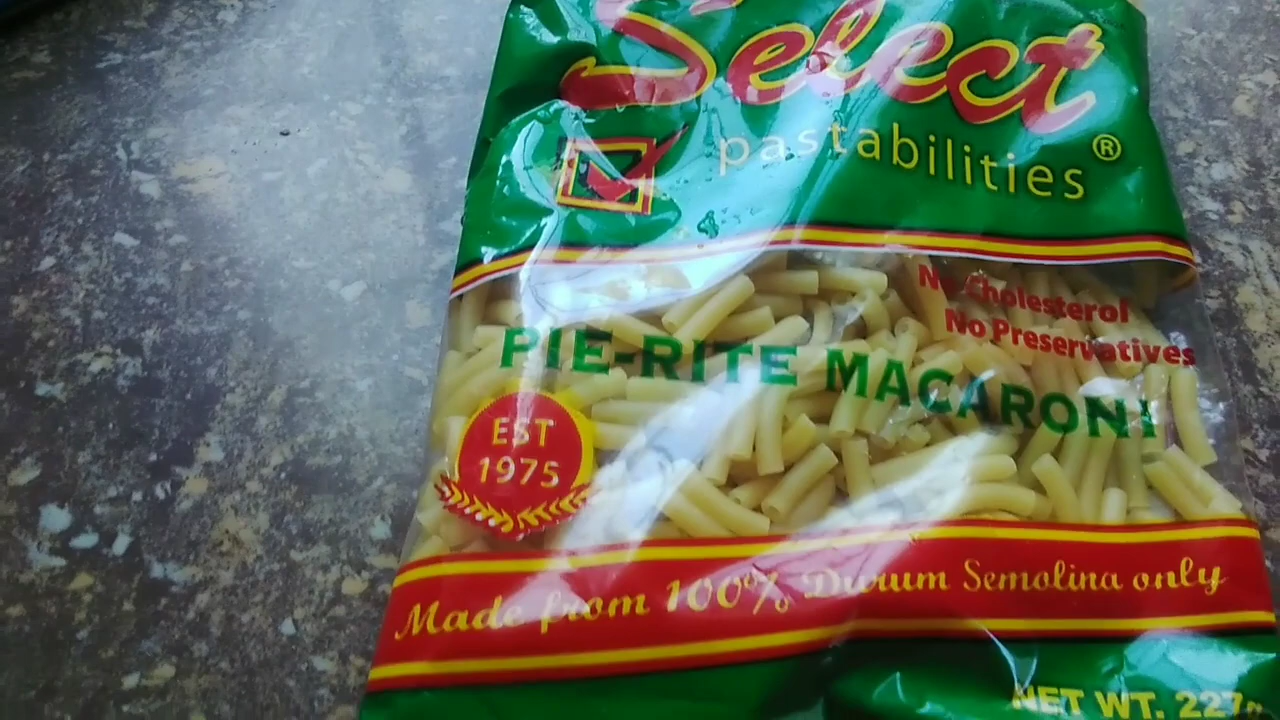 Select
pastabilities®
No Cholesterol
No Preservatives
PIE-RITE MACARONI
EST
1975
Made from 100% Durum Semolina only
NET WT. 227g